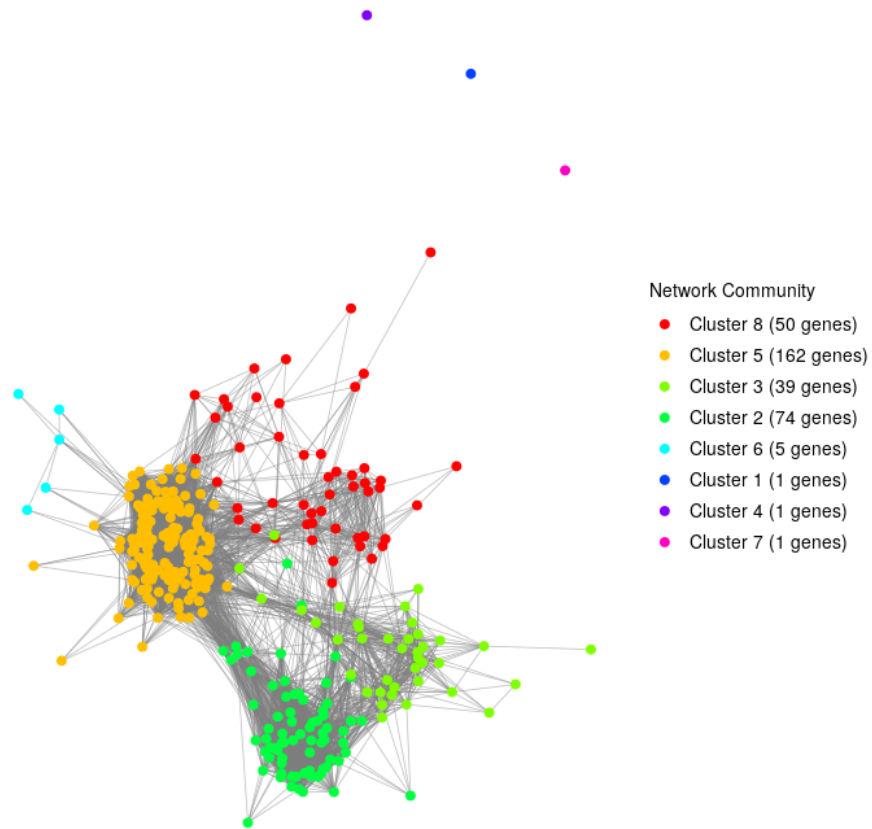 Network Community
Cluster 8 (50 genes)
Cluster 5 (162 genes)
Cluster 3 (39 genes)
Cluster 2 (74 genes)
Cluster 6 (5 genes)
Cluster 1 (1 genes)
Cluster 4 (1 genes)
Cluster 7 (1 genes)